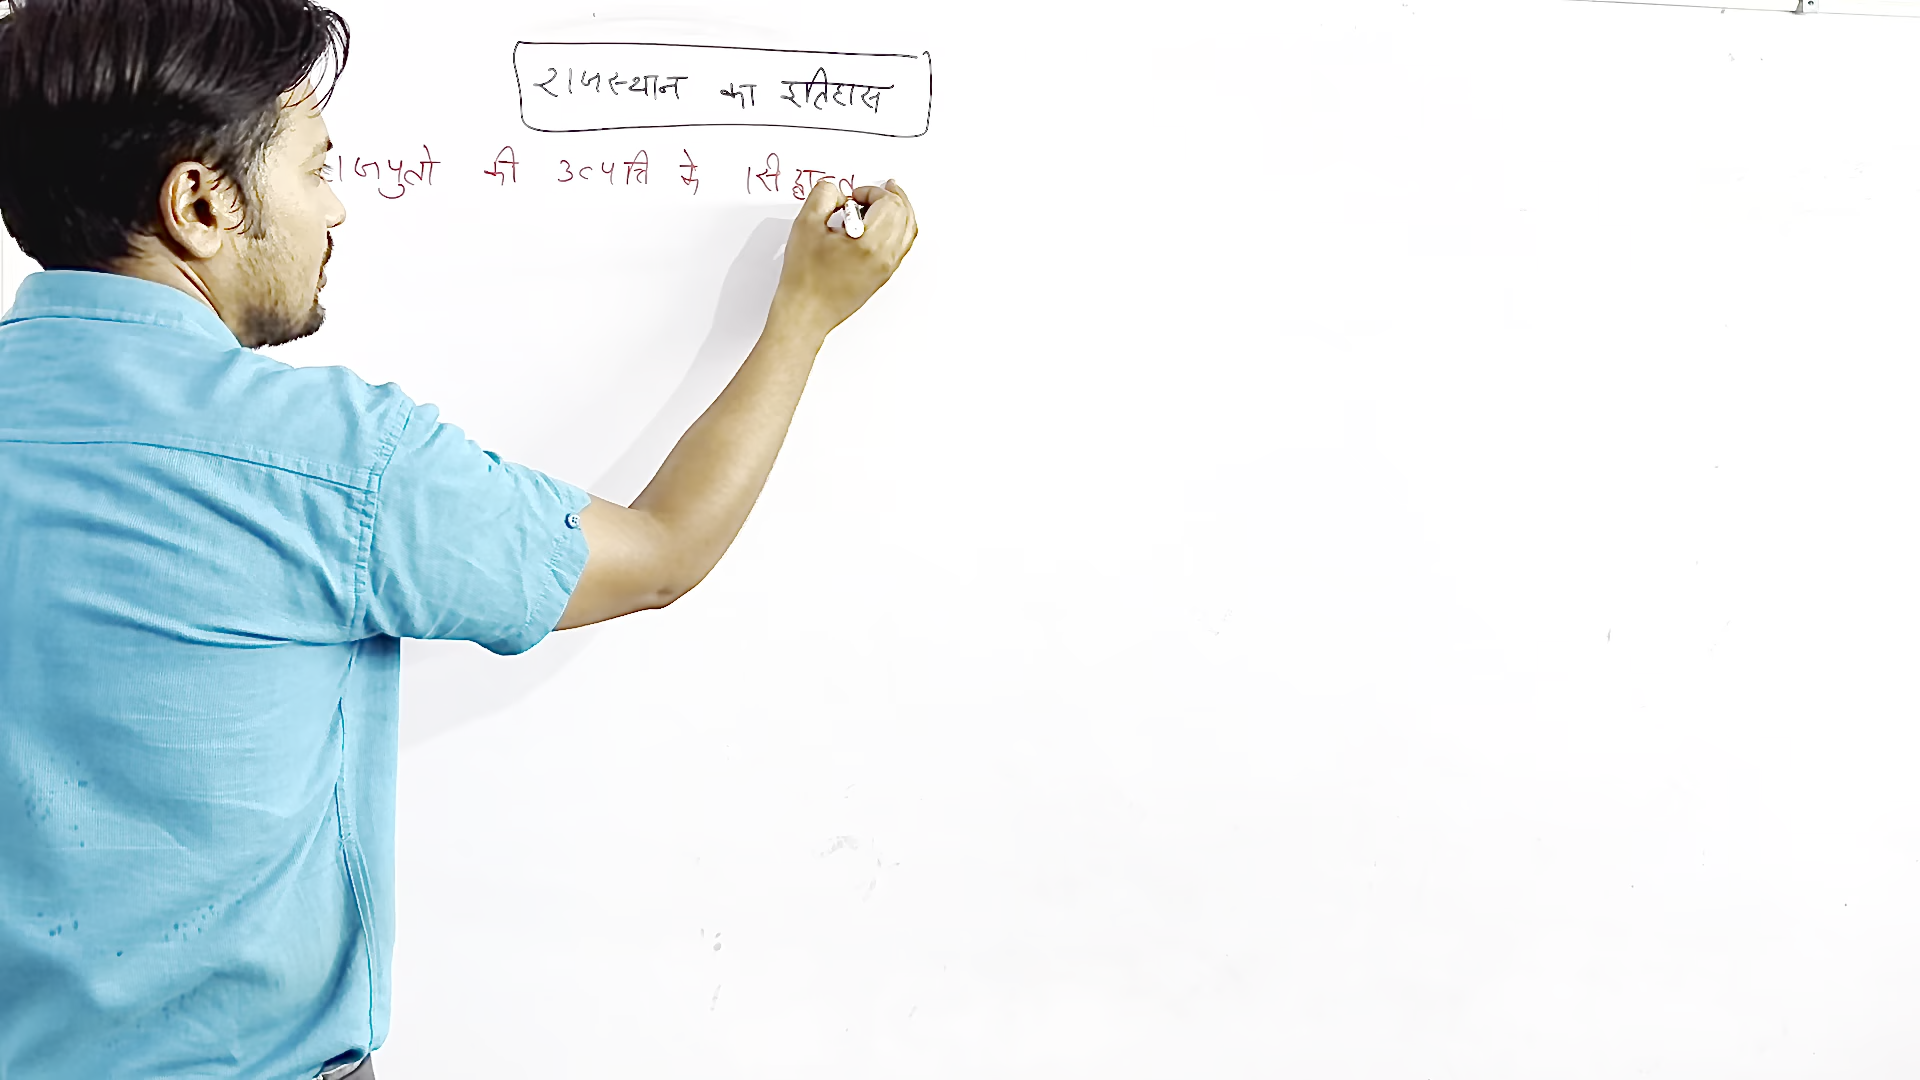 राजस्थान का इतिहास
राजपुतो की उत्पत्ति के सिद्धान्त